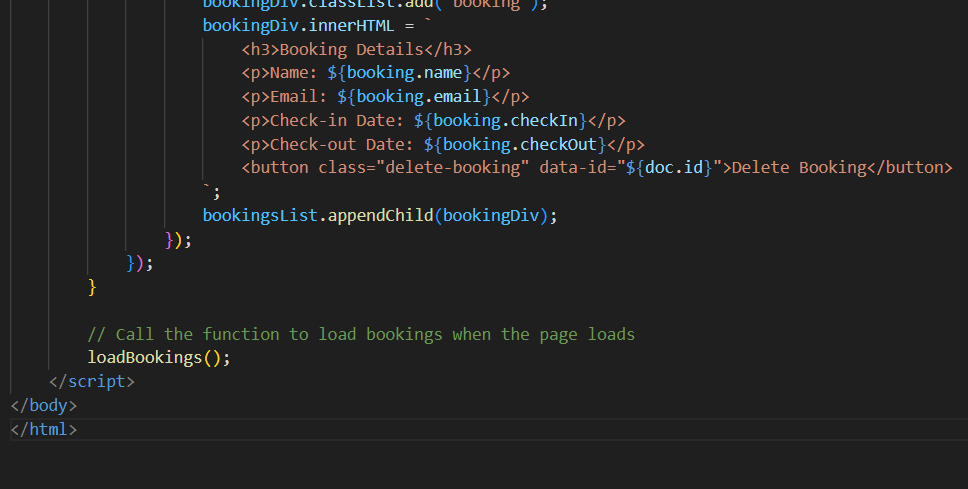 bookingDiv.classList.add("booking");
bookingDiv.innerHTML = `
<h3>Booking Details</h3>
<p>Name: ${booking.name}</p>
<p>Email: ${booking.email}</p>
<p>Check-in Date: ${booking.checkIn}</p>
<p>Check-out Date: ${booking.checkOut}</p>
<button class="delete-booking" data-id="${doc.id}">Delete Booking</button>
`;
bookingsList.appendChild(bookingDiv);
});
});
}
// Call the function to load bookings when the page loads
loadBookings();
</script>
</body>
</html>